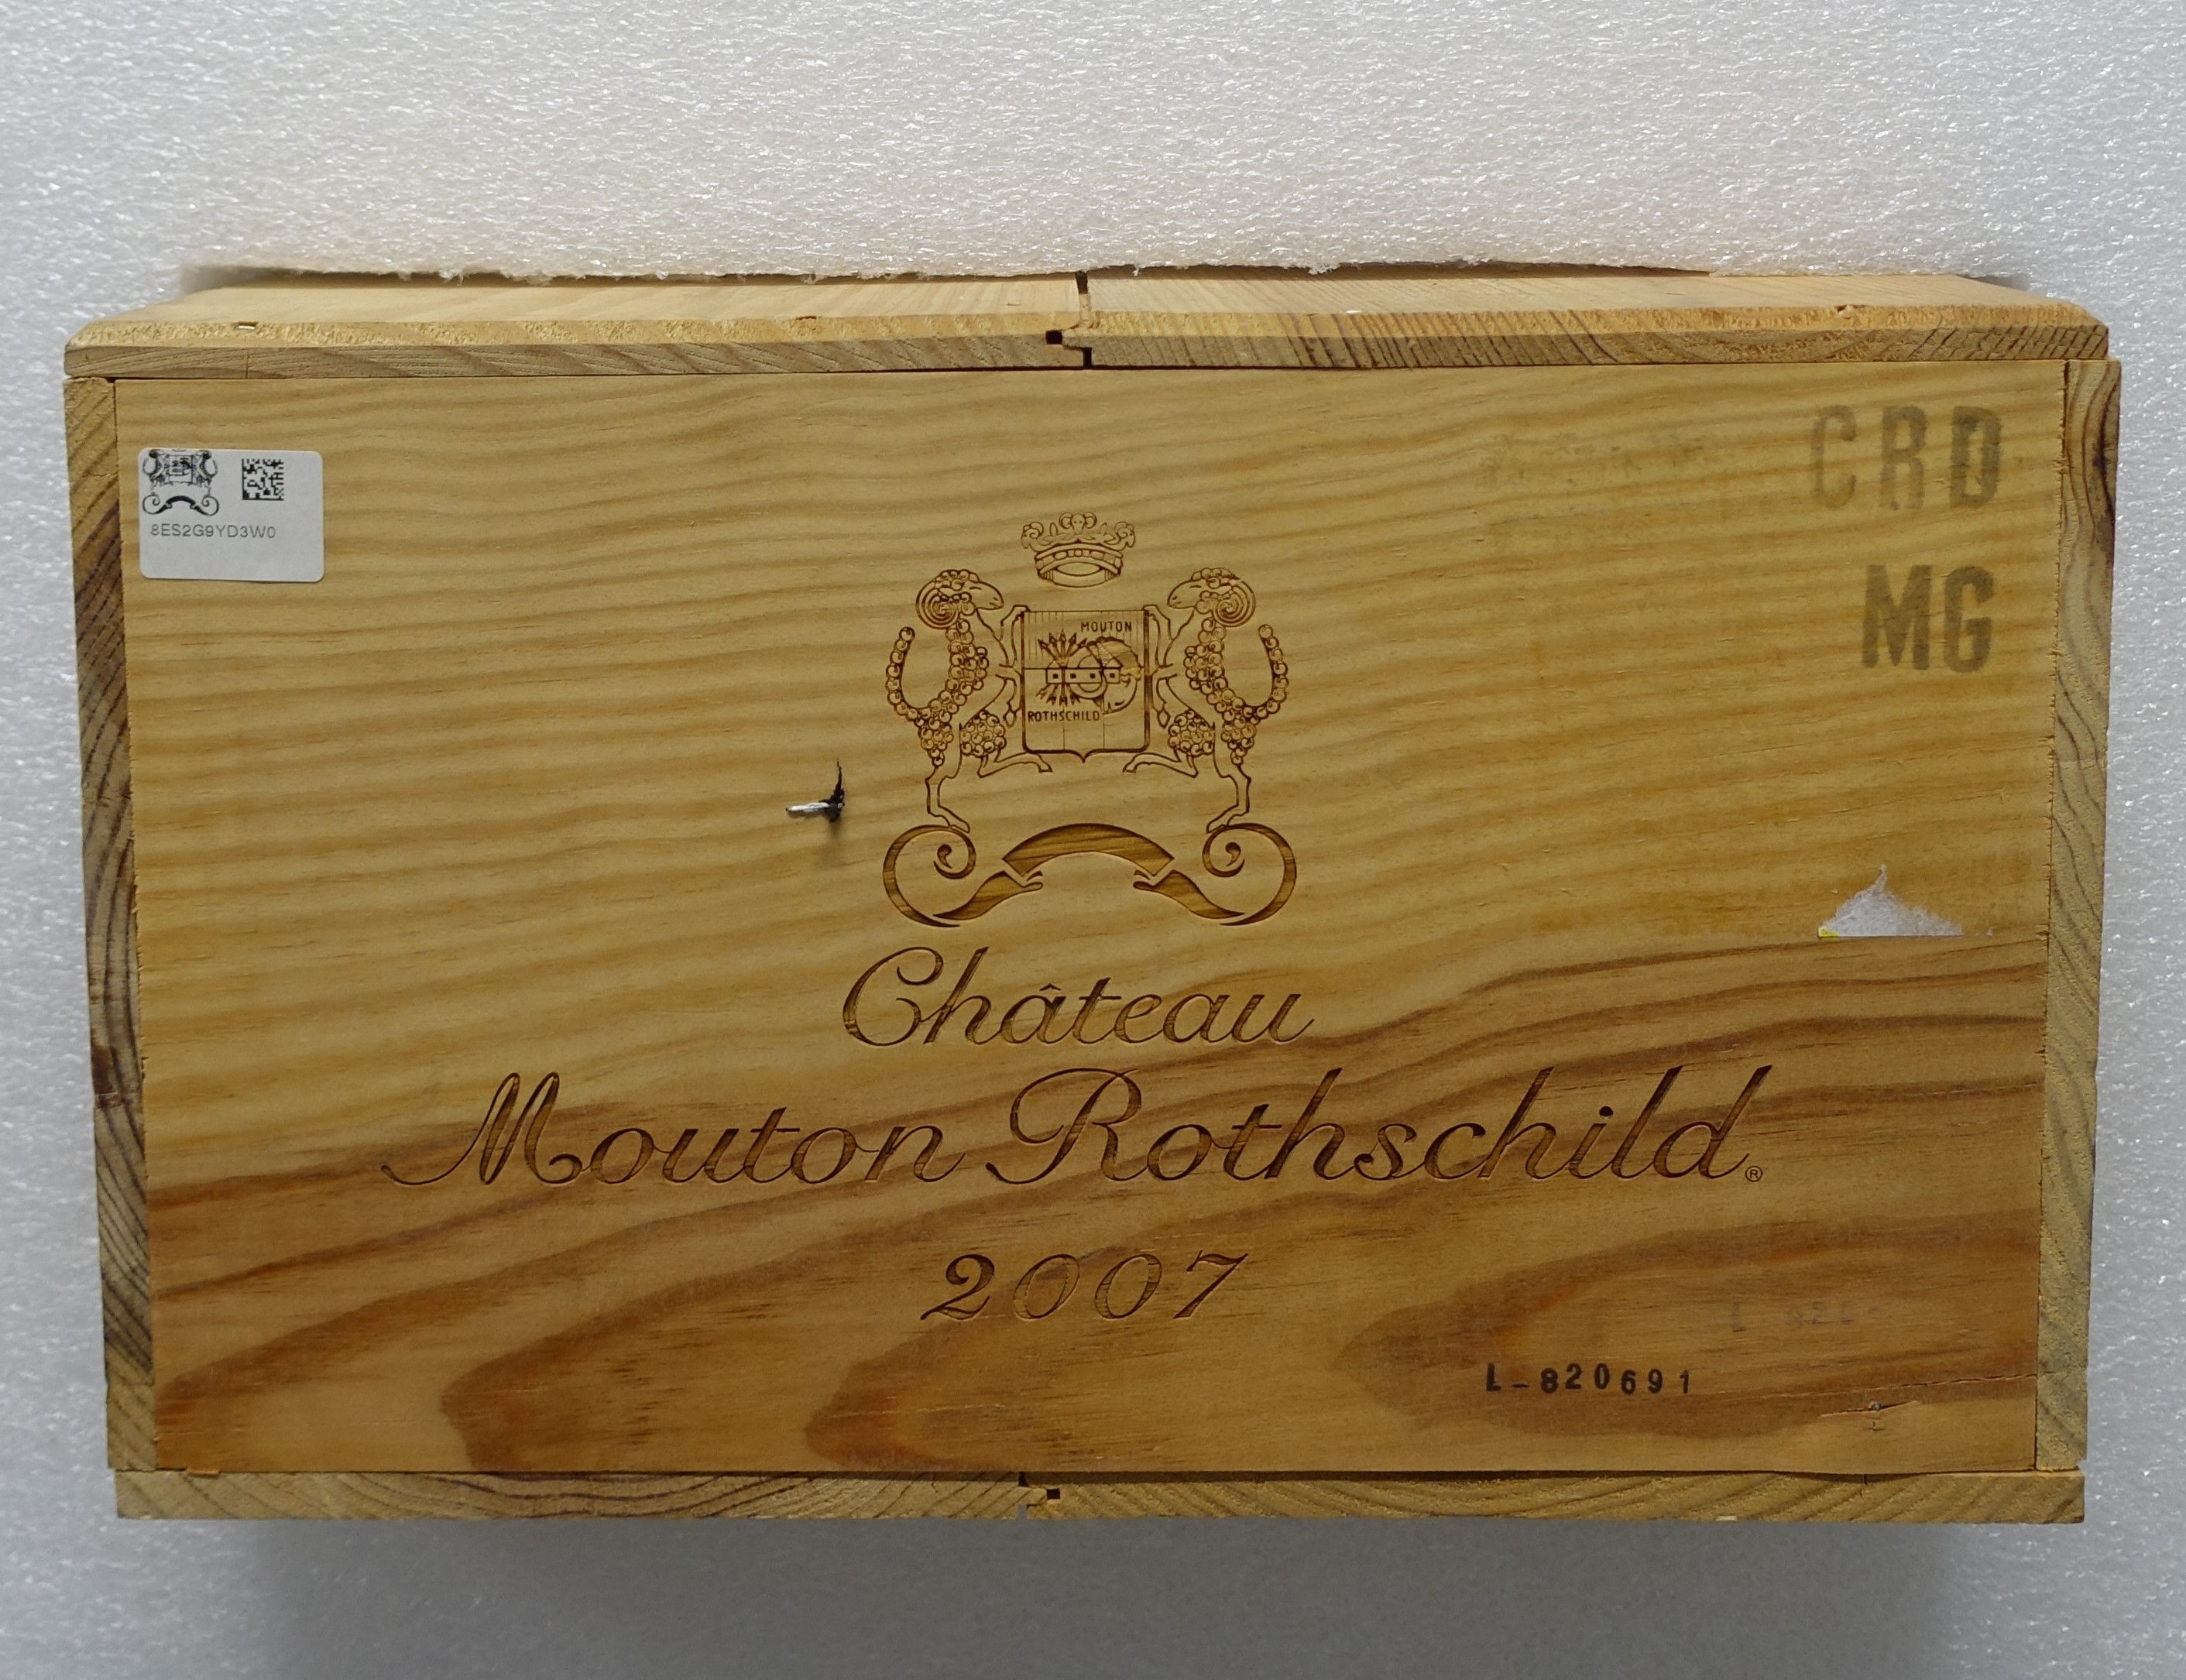 CRD
MG
8ES2G9YD3W0
MOUTON
ROTHSCHILD
Château
Mouton Rothschild®
2007
L-820691